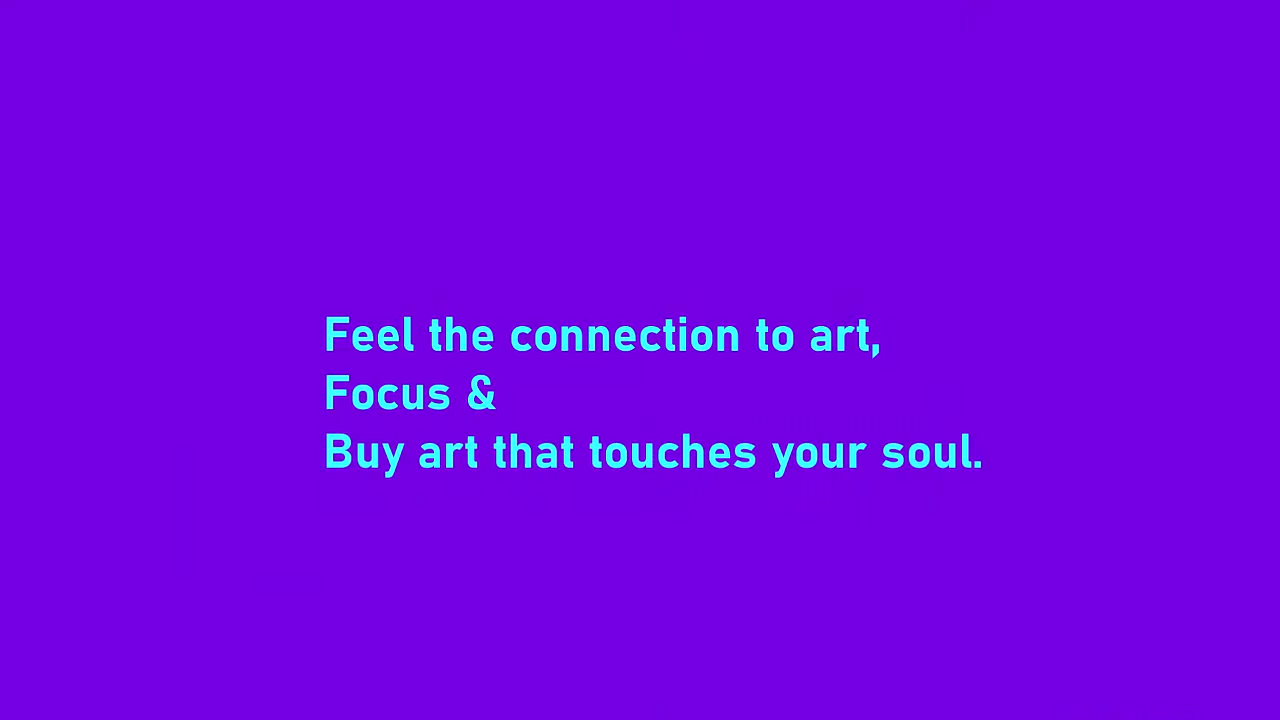 Feel the connection to art,
Focus &
Buy art that touches your soul.